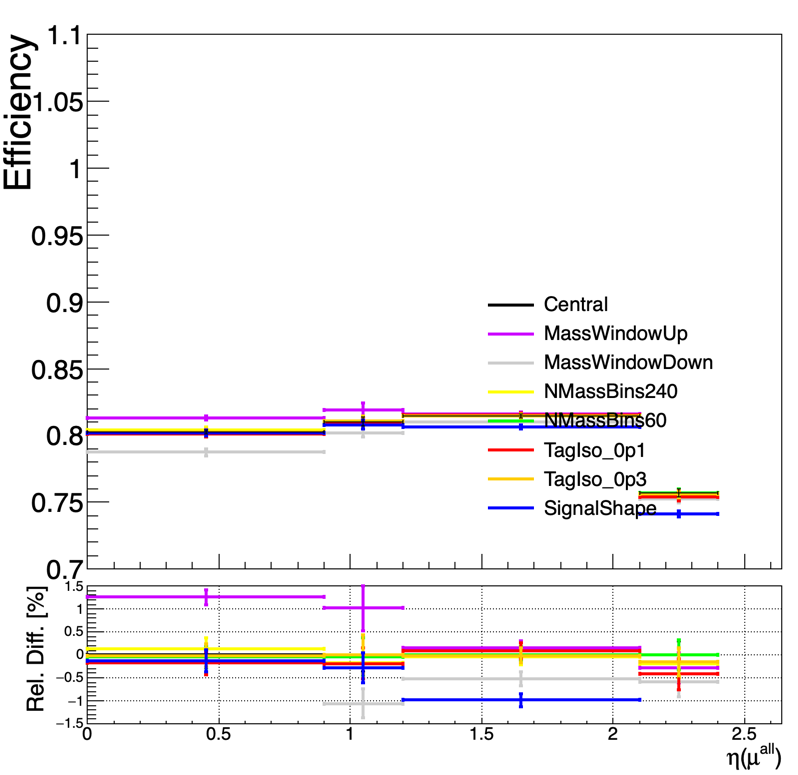 Efficiency
1.1
1.05
1
0.95
0.9
0.85
0.8
0.75
0.7
Central
MassWindowUp
MassWindowDown
NMassBins240
NMassBins60
TagIso_0p1
TagIso_0p3
SignalShape
Rel. Diff. [%]
1.5
1
0.5
0
−0.5
−1
−1.5
0 0.5 1 1.5 2 2.5
η(μ^all)